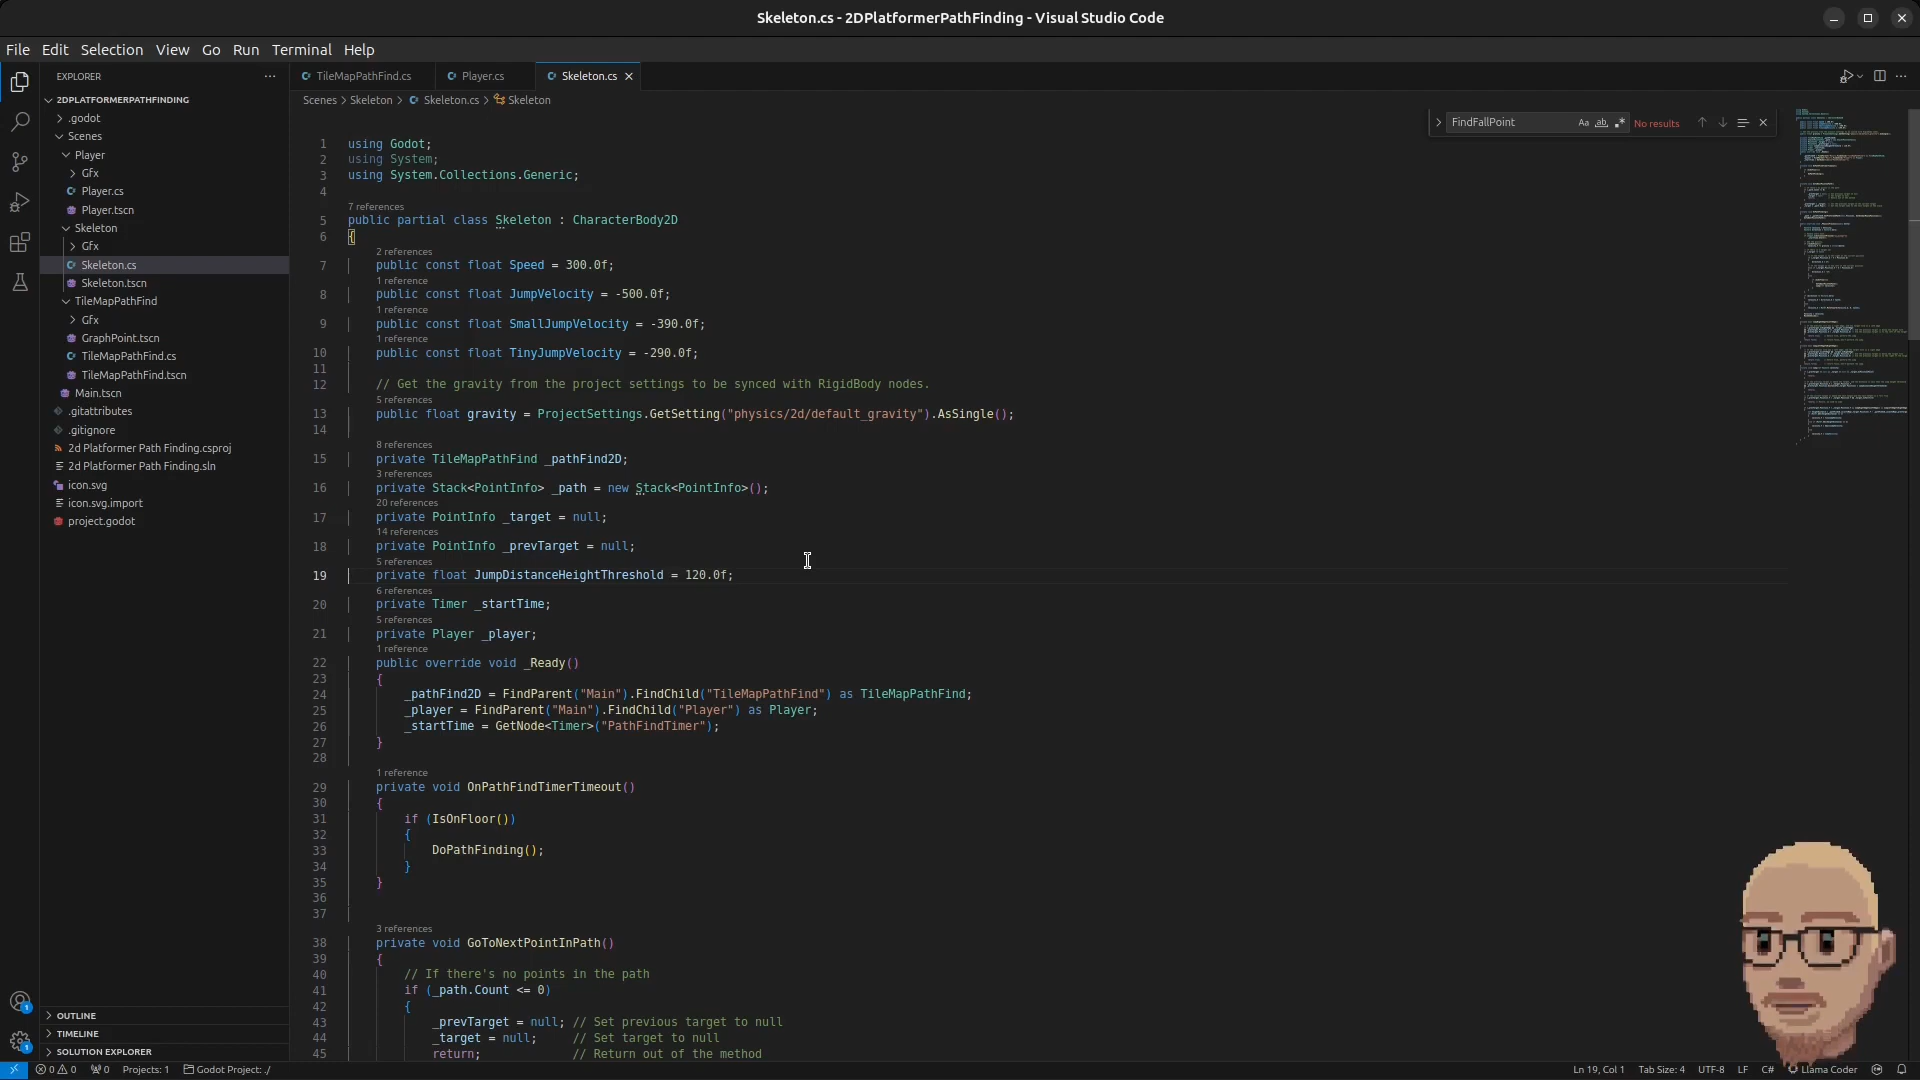 Skeleton.cs - 2DPlatformerPathFinding - Visual Studio Code
File Edit Selection View Go Run Terminal Help
EXPLORER
2DPLATFORMERPATHFINDING
.godot
Scenes
Player
Gfx
Player.cs
Player.tscn
Skeleton
Gfx
Skeleton.cs
Skeleton.tscn
TileMapPathFind
Gfx
GraphPoint.tscn
TileMapPathFind.cs
TileMapPathFind.tscn
Main.tscn
.gitattributes
.gitignore
2d Platformer Path Finding.csproj
2d Platformer Path Finding.sln
icon.svg
icon.svg.import
project.godot
OUTLINE
TIMELINE
SOLUTION EXPLORER
TileMapPathFind.cs Player.cs Skeleton.cs
Scenes > Skeleton > Skeleton.cs > Skeleton
FindFallPoint Aa ab No results
1 using Godot;
2 using System;
3 using System.Collections.Generic;
4
7 references
5 public partial class Skeleton : CharacterBody2D
6 {
2 references
7 public const float Speed = 300.0f;
1 reference
8 public const float JumpVelocity = -500.0f;
1 reference
9 public const float SmallJumpVelocity = -390.0f;
1 reference
10 public const float TinyJumpVelocity = -290.0f;
11
12 // Get the gravity from the project settings to be synced with RigidBody nodes.
5 references
13 public float gravity = ProjectSettings.GetSetting("physics/2d/default_gravity").AsSingle();
14
8 references
15 private TileMapPathFind _pathFind2D;
3 references
16 private Stack<PointInfo> _path = new Stack<PointInfo>();
20 references
17 private PointInfo _target = null;
14 references
18 private PointInfo _prevTarget = null;
5 references
19 private float JumpDistanceHeightThreshold = 120.0f;
6 references
20 private Timer _startTime;
5 references
21 private Player _player;
1 reference
22 public override void _Ready()
23 {
24 _pathFind2D = FindParent("Main").FindChild("TileMapPathFind") as TileMapPathFind;
25 _player = FindParent("Main").FindChild("Player") as Player;
26 _startTime = GetNode<Timer>("PathFindTimer");
27 }
28
1 reference
29 private void OnPathFindTimerTimeout()
30 {
31 if (IsOnFloor())
32 {
33 DoPathFinding();
34 }
35 }
36
37
3 references
38 private void GoToNextPointInPath()
39 {
40 // If there's no points in the path
41 if (_path.Count <= 0)
42 {
43 _prevTarget = null; // Set previous target to null
44 _target = null; // Set target to null
45 return; // Return out of the method
0 0 0 Projects: 1 Godot Project: ./ Ln 19, Col 1 Tab Size: 4 UTF-8 LF C# Llama Coder